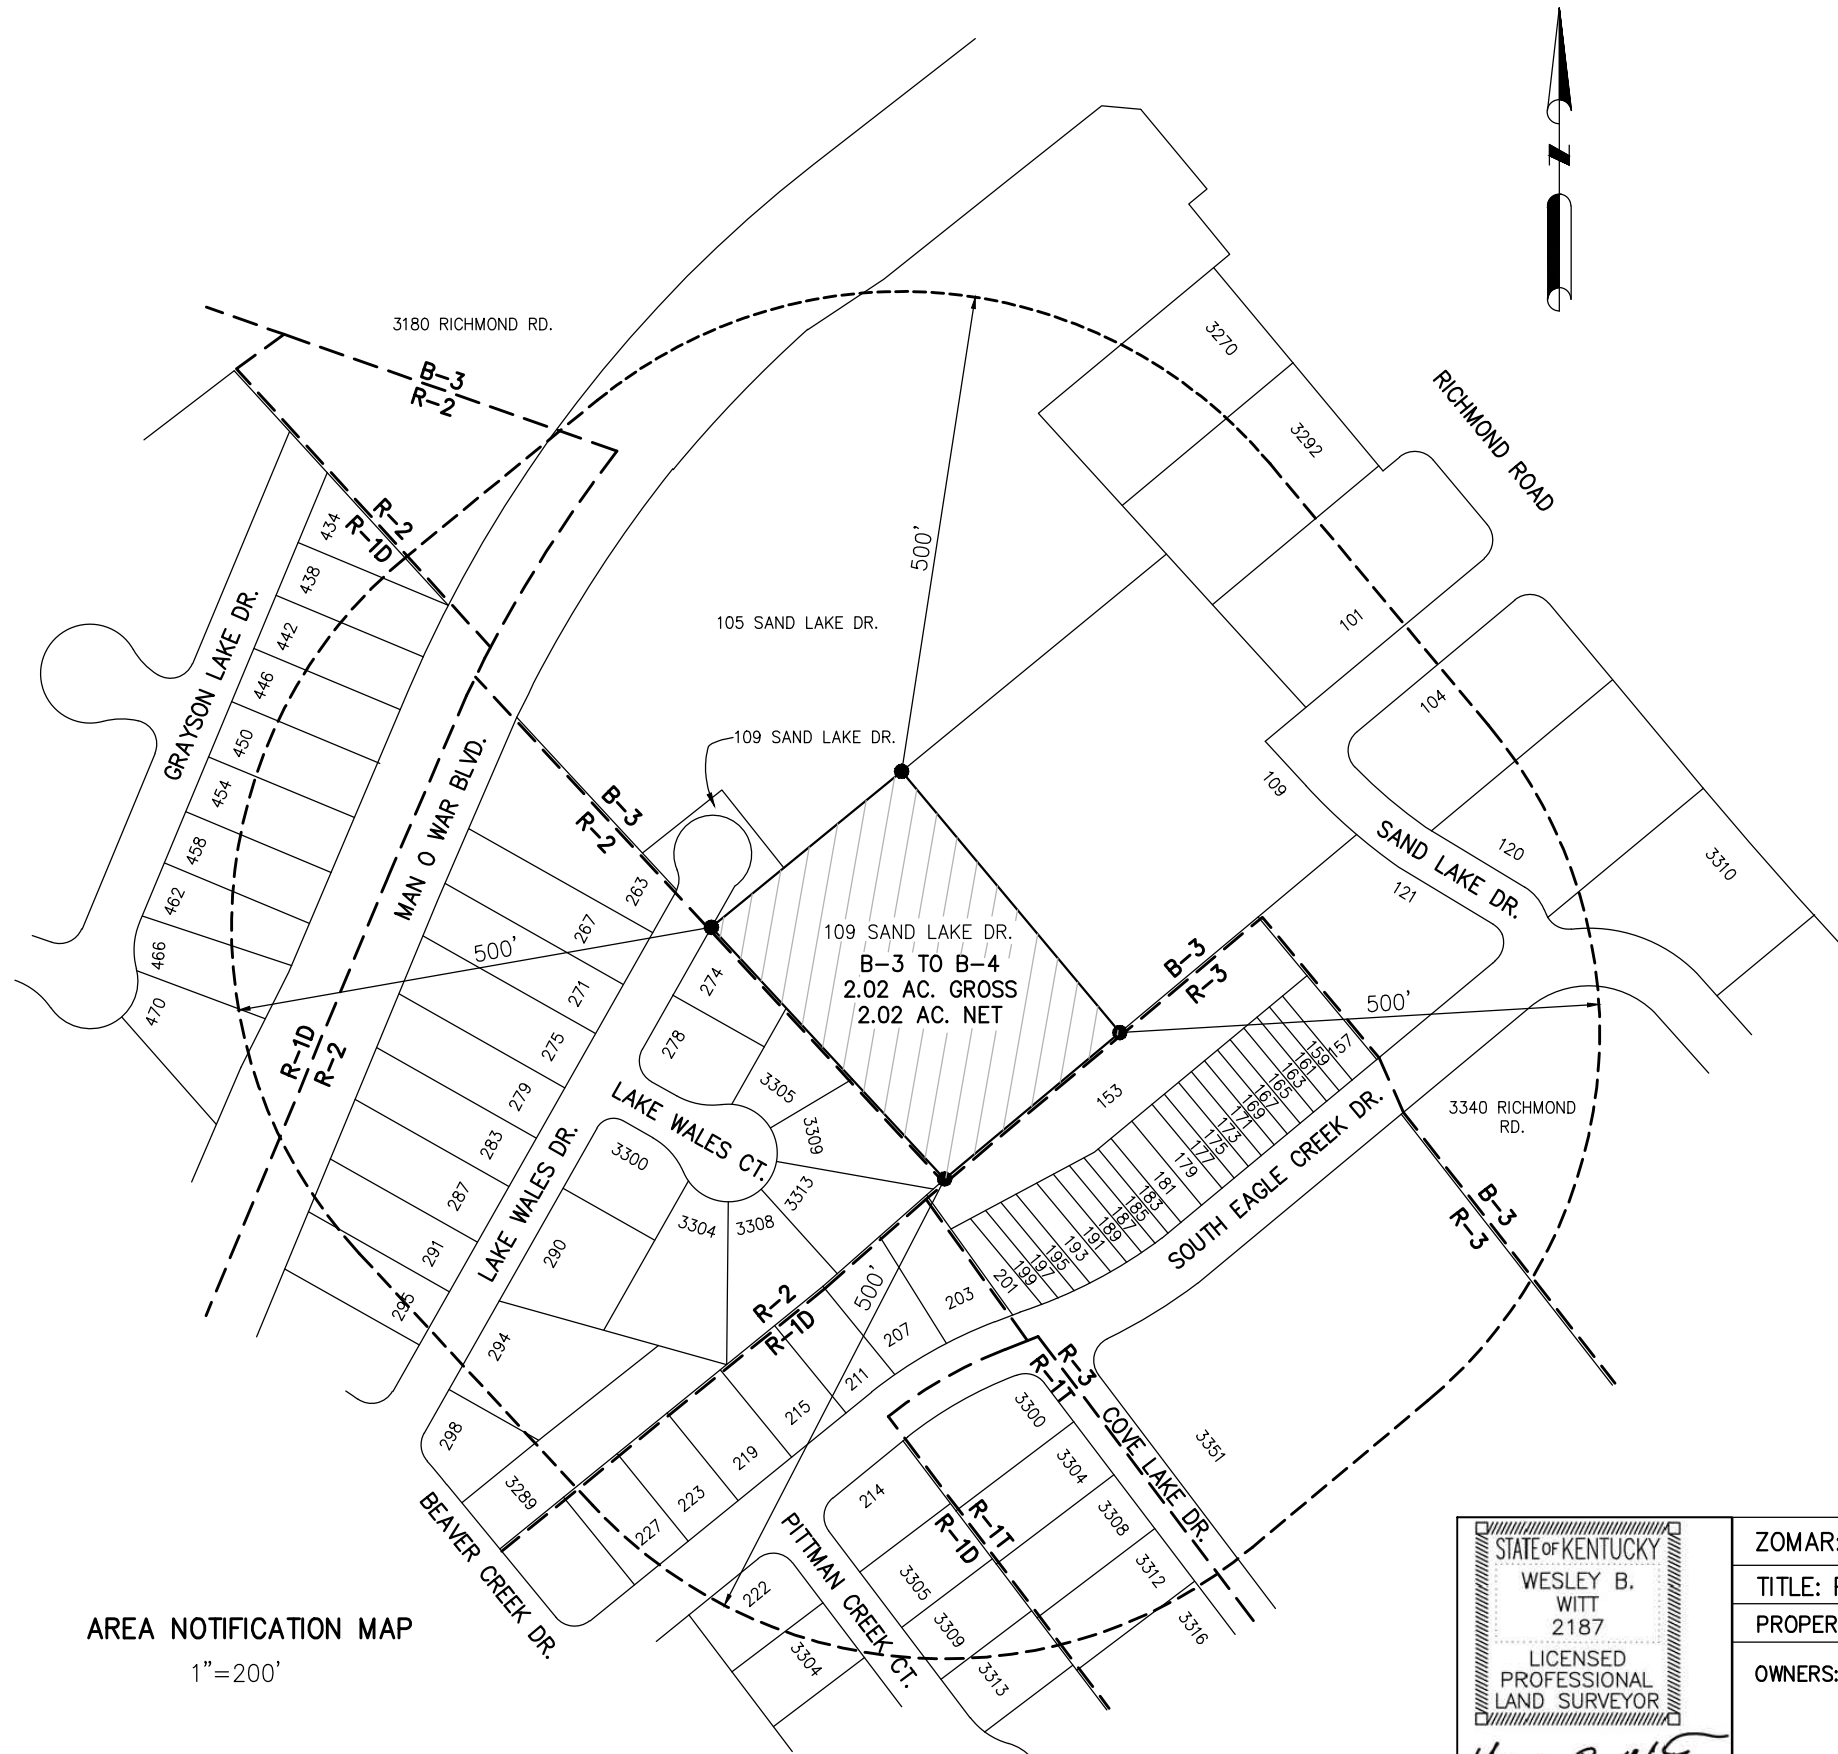 N
3180 RICHMOND RD.
B-3
R-2
3270
3292
RICHMOND ROAD
R-2
R-1D
434
438
442
446
450
454
458
462
466
470
GRAYSON LAKE DR.
MAN O WAR BLVD.
R-1D
R-2
500'
105 SAND LAKE DR.
109 SAND LAKE DR.
B-3
R-2
101
104
109
120
121
SAND LAKE DR.
3310
109 SAND LAKE DR.
B-3 TO B-4
2.02 AC. GROSS
2.02 AC. NET
500'
263
267
271
275
279
283
287
291
295
274
278
3305
3309
3313
LAKE WALES CT.
LAKE WALES DR.
3300
3304
3308
290
294
298
3289
B-3
R-3
500'
153
157
159
161
163
165
167
169
171
173
175
177
179
181
183
185
187
189
191
193
195
197
199
201
203
207
211
215
219
223
227
SOUTH EAGLE CREEK DR.
3340 RICHMOND
RD.
B-3
R-3
R-2
R-1D
500'
R-3
R-1T
COVE LAKE DR.
3351
3300
3304
3308
3312
3316
214
R-1T
R-1D
3305
3309
3313
PITTMAN CREEK CT.
222
3304
BEAVER CREEK DR.
AREA NOTIFICATION MAP
1"=200'
STATE OF KENTUCKY
WESLEY B.
WITT
2187
LICENSED
PROFESSIONAL
LAND SURVEYOR
ZOMAR:
TITLE:
PROPER
OWNERS: